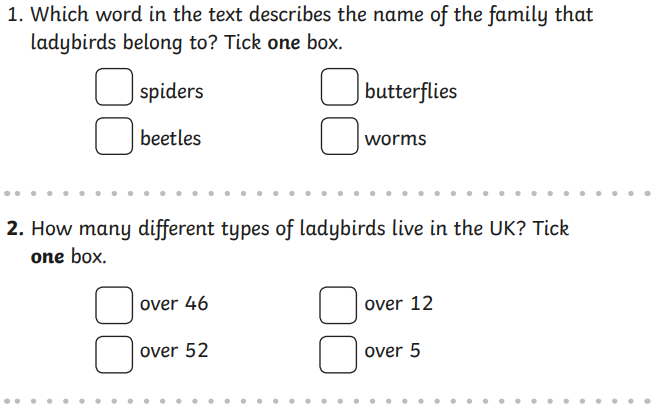 1. Which word in the text describes the name of the family that
ladybirds belong to? Tick one box.
spiders
butterflies
beetles
worms
2. How many different types of ladybirds live in the UK? Tick
one box.
over 46
over 12
over 52
over 5